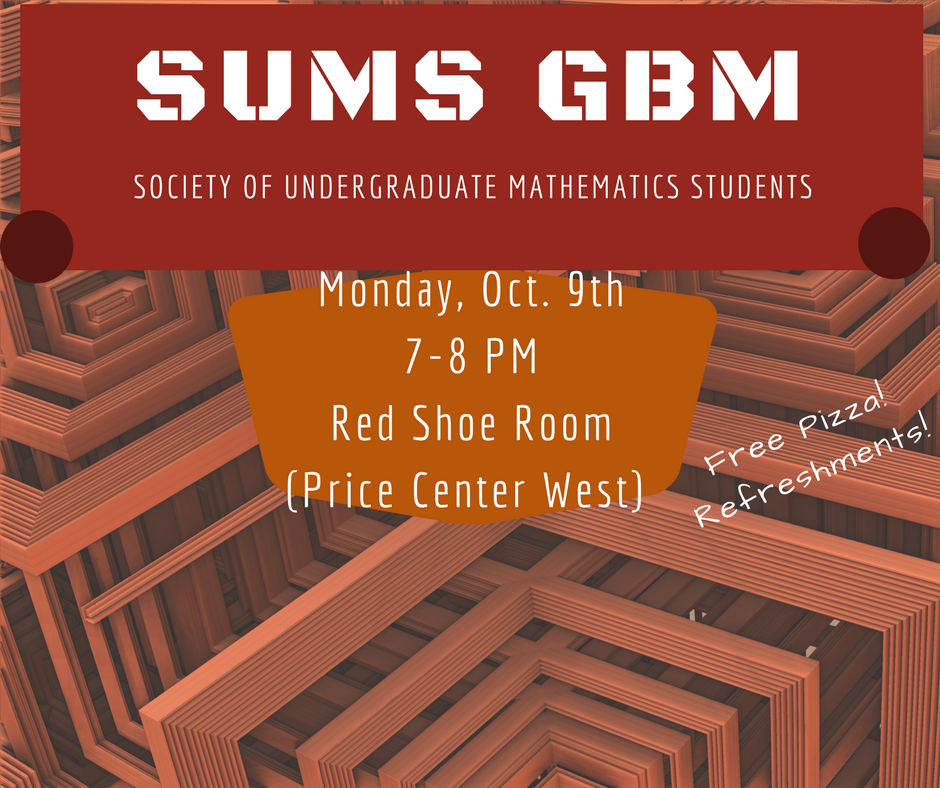 SUMS GBM
SOCIETY OF UNDERGRADUATE MATHEMATICS STUDENTS
Monday, Oct. 9th
7-8 PM
Red Shoe Room
(Price Center West)
Free Pizza!
Refreshments!